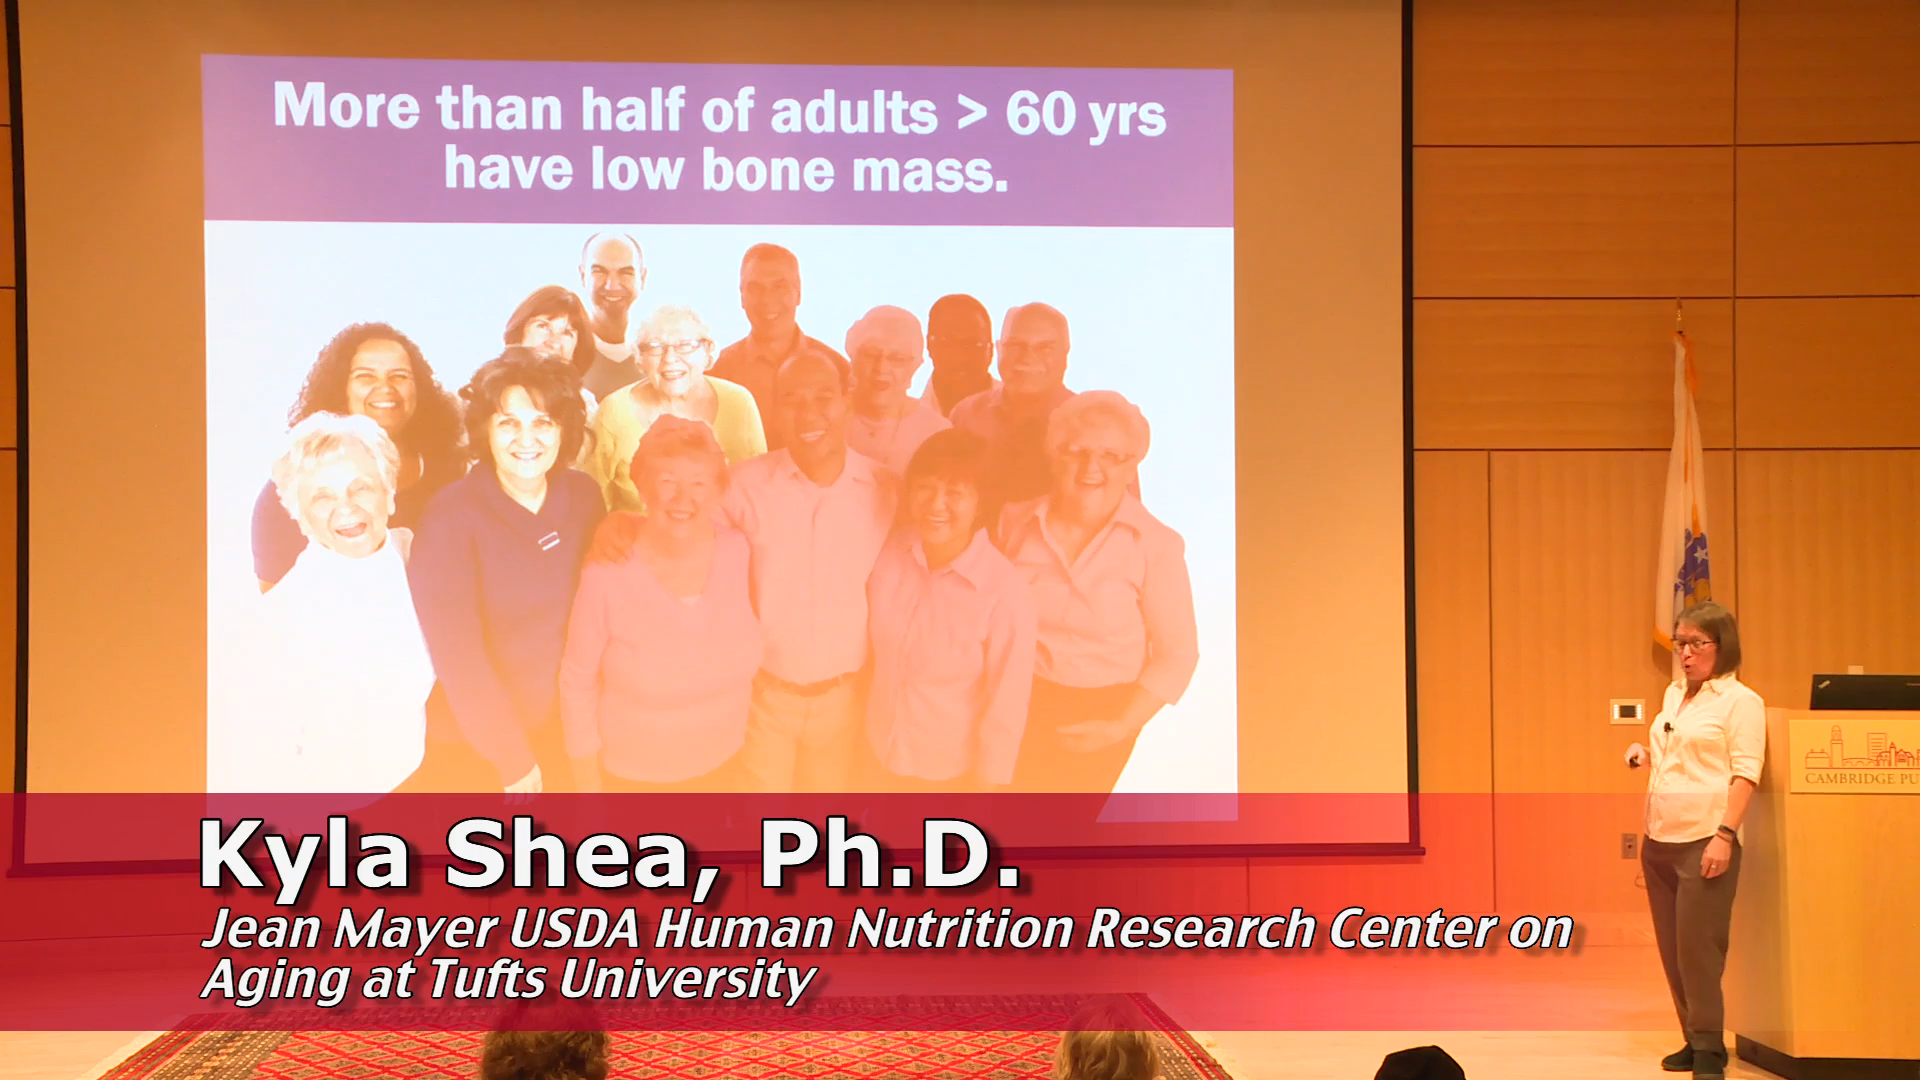 More than half of adults > 60 yrs
have low bone mass.
CAMBRIDGE PU
Kyla Shea, Ph.D.
Jean Mayer USDA Human Nutrition Research Center on
Aging at Tufts University